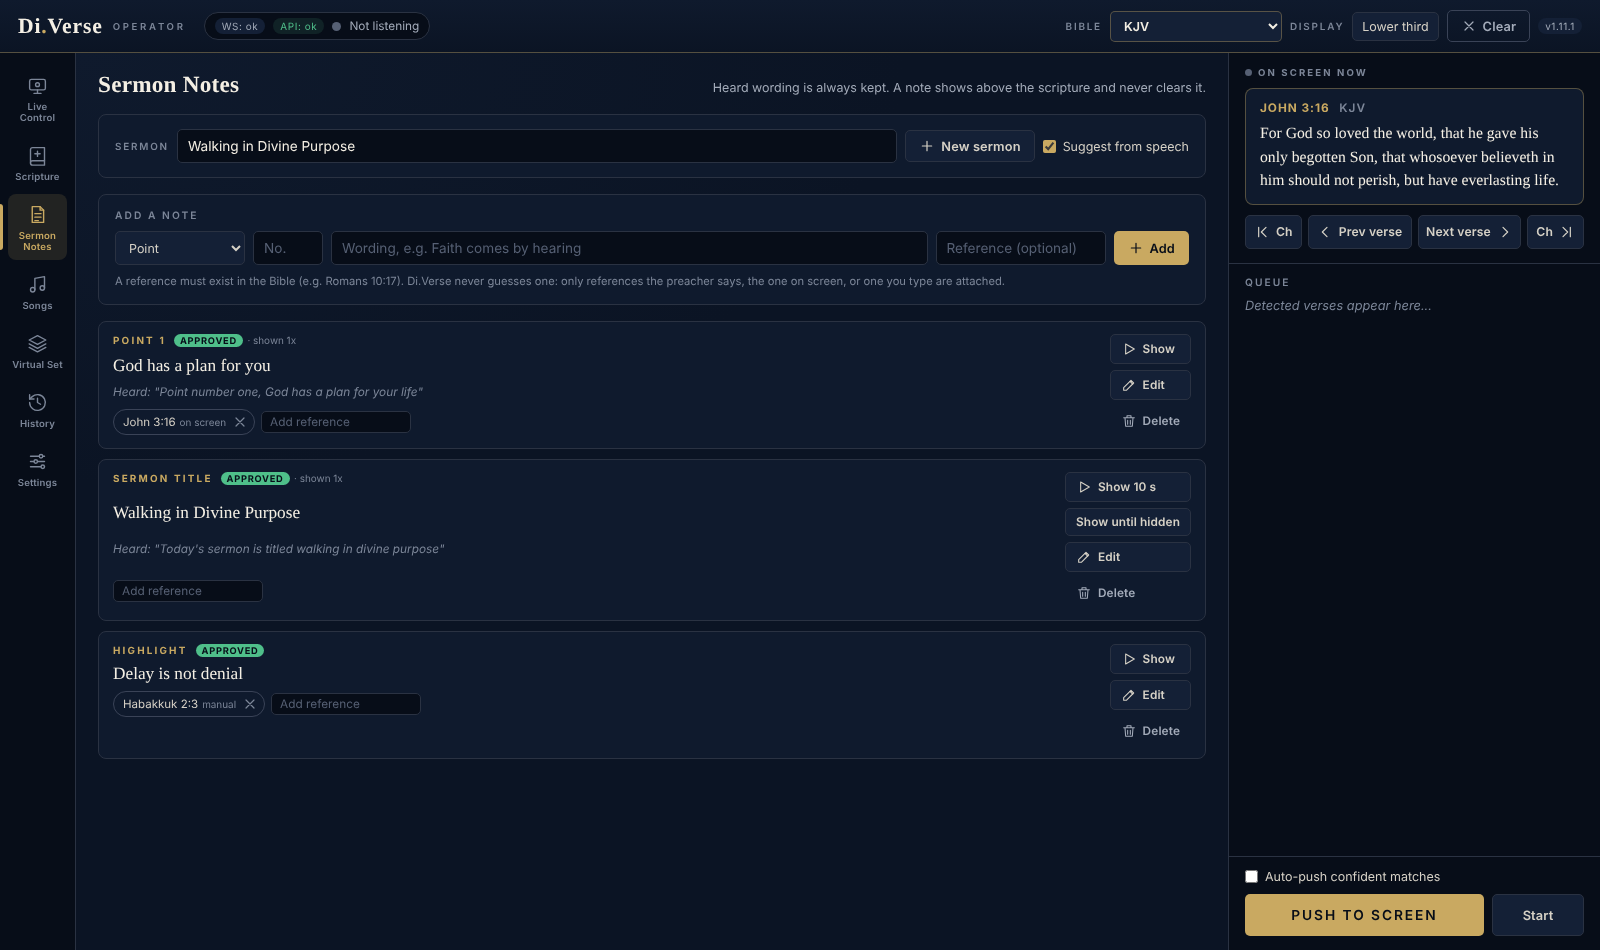 Di.Verse OPERATOR
WS: ok API: ok Not listening
BIBLE KJV DISPLAY Lower third Clear v1.11.1
Live
Control
Scripture
Sermon
Notes
Songs
Virtual Set
History
Settings
Sermon Notes
Heard wording is always kept. A note shows above the scripture and never clears it.
SERMON Walking in Divine Purpose New sermon Suggest from speech
ADD A NOTE
Point No. Wording, e.g. Faith comes by hearing Reference (optional) Add
A reference must exist in the Bible (e.g. Romans 10:17). Di.Verse never guesses one: only references the preacher says, the one on screen, or one you type are attached.
POINT 1 APPROVED · shown 1x
God has a plan for you
Heard: "Point number one, God has a plan for your life"
John 3:16 on screen Add reference
Show
Edit
Delete
SERMON TITLE APPROVED · shown 1x
Walking in Divine Purpose
Heard: "Today's sermon is titled walking in divine purpose"
Add reference
Show 10 s
Show until hidden
Edit
Delete
HIGHLIGHT APPROVED
Delay is not denial
Habakkuk 2:3 manual Add reference
Show
Edit
Delete
ON SCREEN NOW
JOHN 3:16 KJV
For God so loved the world, that he gave his
only begotten Son, that whosoever believeth in
him should not perish, but have everlasting life.
Ch Prev verse Next verse Ch
QUEUE
Detected verses appear here...
Auto-push confident matches
PUSH TO SCREEN Start